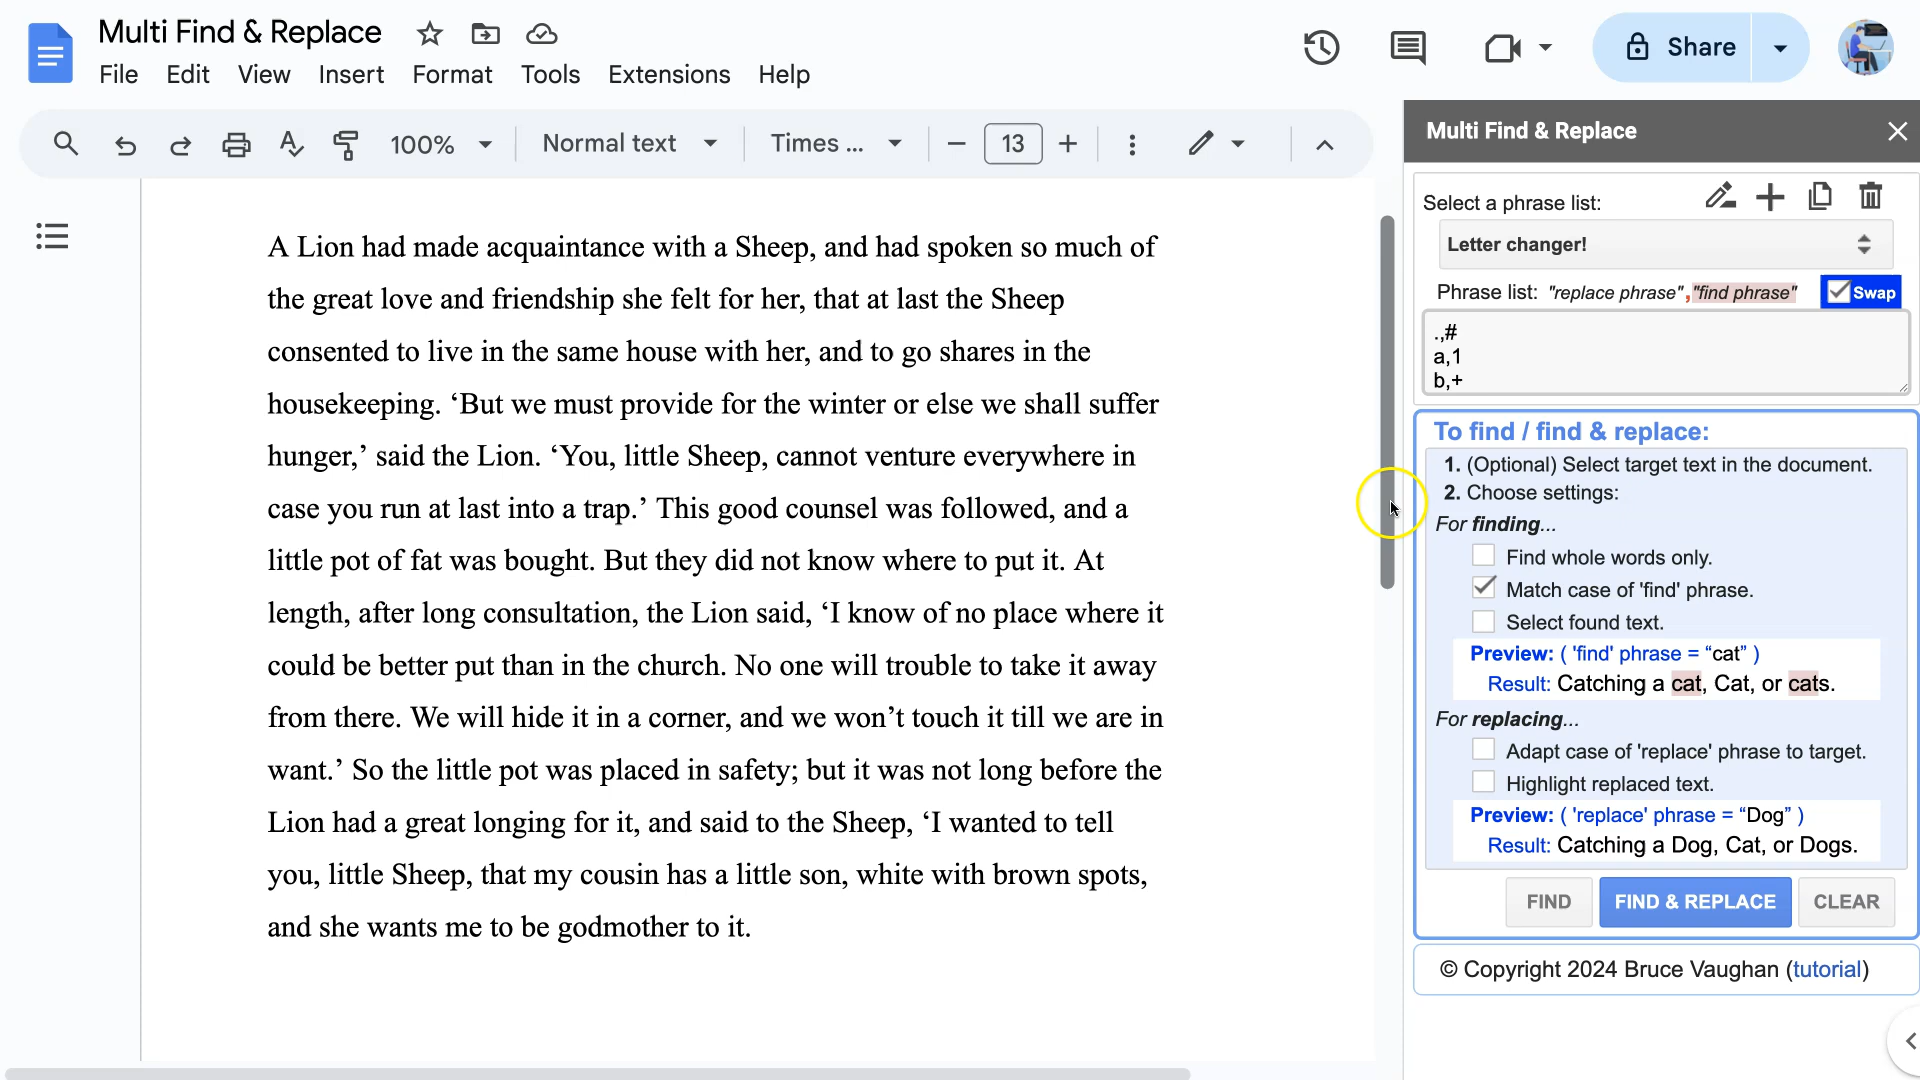 Multi Find & Replace
File Edit View Insert Format Tools Extensions Help
Share
100% Normal text Times ... 13
A Lion had made acquaintance with a Sheep, and had spoken so much of
the great love and friendship she felt for her, that at last the Sheep
consented to live in the same house with her, and to go shares in the
housekeeping. ‘But we must provide for the winter or else we shall suffer
hunger,’ said the Lion. ‘You, little Sheep, cannot venture everywhere in
case you run at last into a trap.’ This good counsel was followed, and a
little pot of fat was bought. But they did not know where to put it. At
length, after long consultation, the Lion said, ‘I know of no place where it
could be better put than in the church. No one will trouble to take it away
from there. We will hide it in a corner, and we won’t touch it till we are in
want.’ So the little pot was placed in safety; but it was not long before the
Lion had a great longing for it, and said to the Sheep, ‘I wanted to tell
you, little Sheep, that my cousin has a little son, white with brown spots,
and she wants me to be godmother to it.
Multi Find & Replace
Select a phrase list:
Letter changer!
Phrase list: "replace phrase","find phrase" Swap
.,#
a,1
b,+
To find / find & replace:
1. (Optional) Select target text in the document.
2. Choose settings:
For finding...
Find whole words only.
Match case of 'find' phrase.
Select found text.
Preview: ( 'find' phrase = “cat” )
Result: Catching a cat, Cat, or cats.
For replacing...
Adapt case of 'replace' phrase to target.
Highlight replaced text.
Preview: ( 'replace' phrase = “Dog” )
Result: Catching a Dog, Cat, or Dogs.
FIND FIND & REPLACE CLEAR
© Copyright 2024 Bruce Vaughan (tutorial)